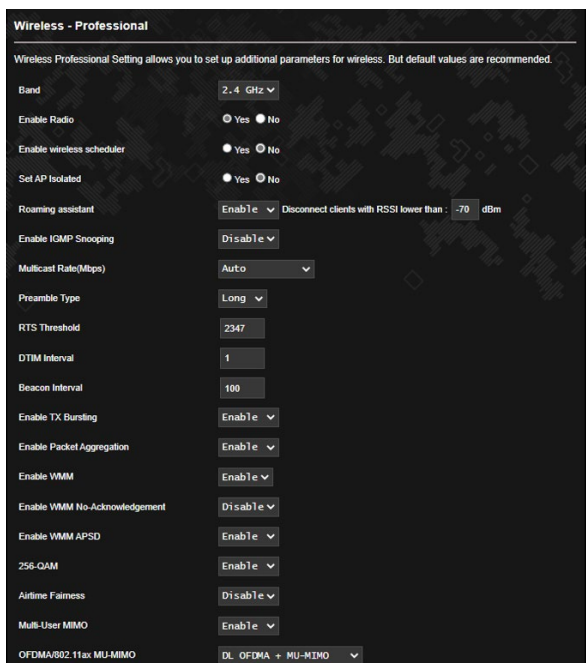 Wireless - Professional
Wireless Professional Setting allows you to set up additional parameters for wireless. But default values are recommended.
Band 2.4 GHz
Enable Radio Yes No
Enable wireless scheduler Yes No
Set AP Isolated Yes No
Roaming assistant Enable Disconnect clients with RSSI lower than : -70 dBm
Enable IGMP Snooping Disable
Multicast Rate(Mbps) Auto
Preamble Type Long
RTS Threshold 2347
DTIM Interval 1
Beacon Interval 100
Enable TX Bursting Enable
Enable Packet Aggregation Enable
Enable WMM Enable
Enable WMM No-Acknowledgement Disable
Enable WMM APSD Enable
256-QAM Enable
Airtime Fairness Disable
Multi-User MIMO Enable
OFDMA/802.11ax MU-MIMO DL OFDMA + MU-MIMO